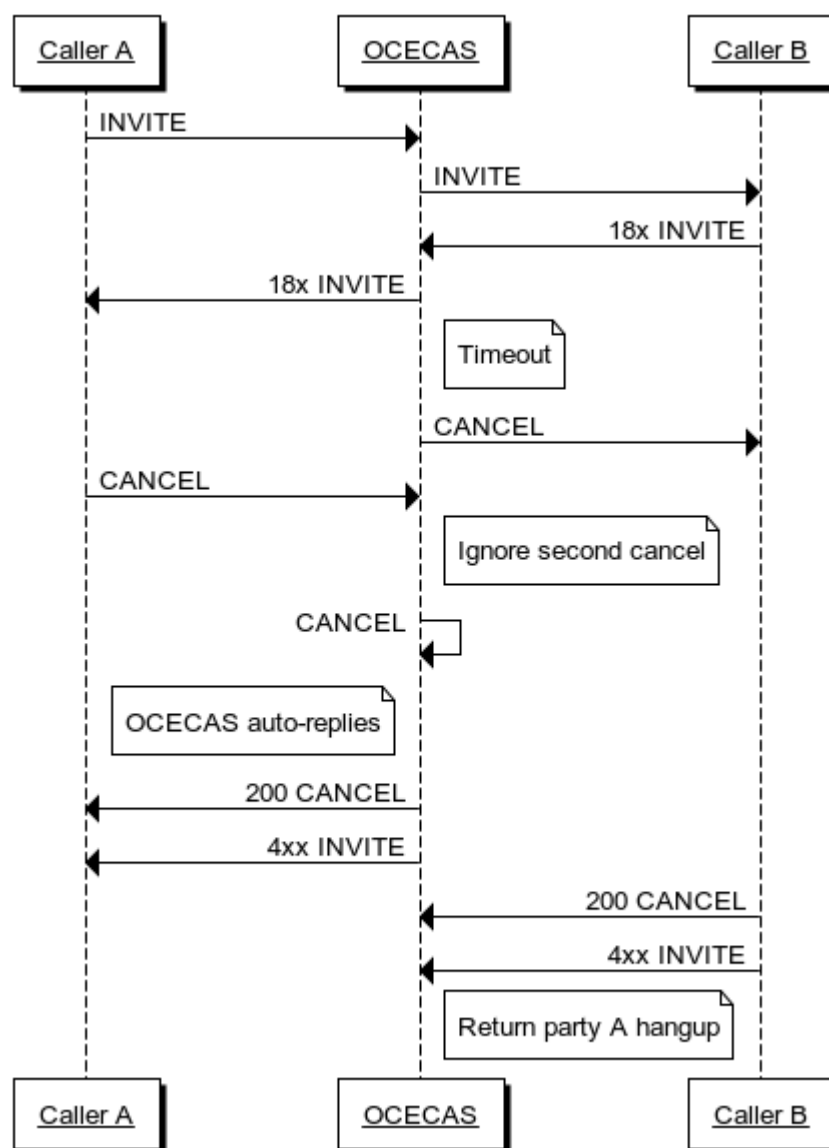 Caller A
OCECAS
Caller B
INVITE
INVITE
18x INVITE
18x INVITE
Timeout
CANCEL
CANCEL
Ignore second cancel
CANCEL
OCECAS auto-replies
200 CANCEL
4xx INVITE
200 CANCEL
4xx INVITE
Return party A hangup
Caller A
OCECAS
Caller B